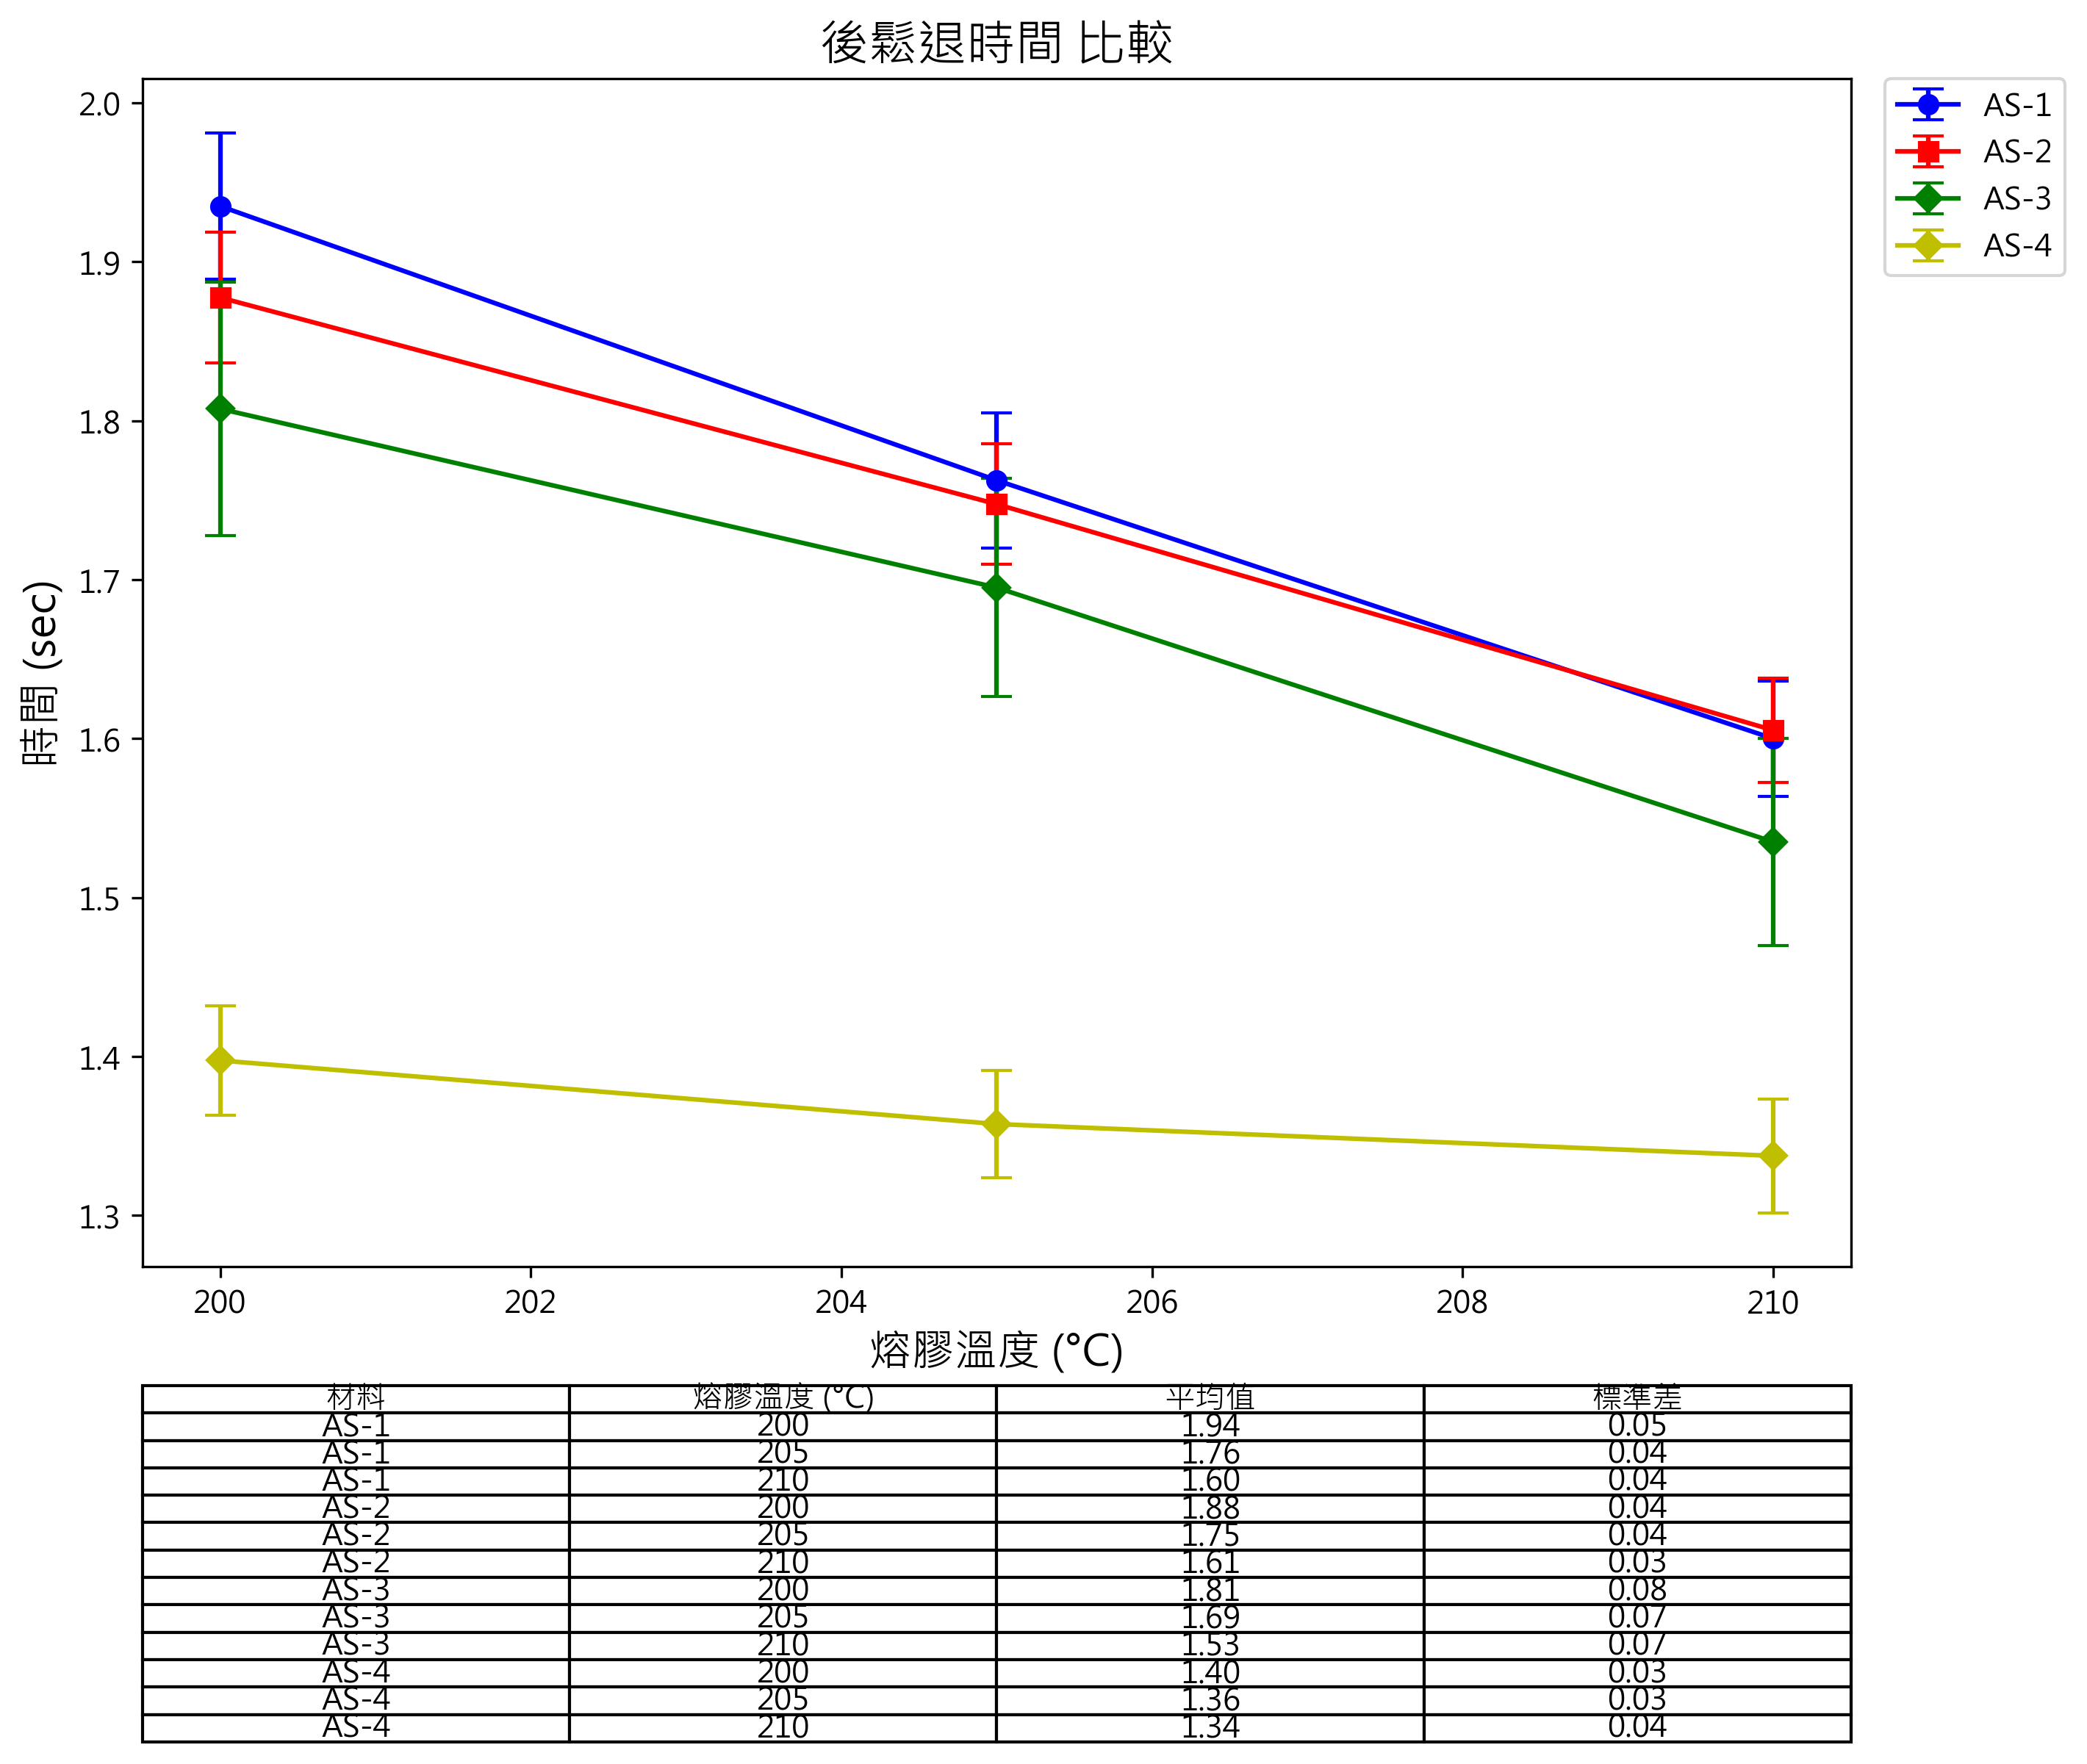 後鬆退時間 比較
AS-1
AS-2
AS-3
AS-4
時間 (sec)
2.0
1.9
1.8
1.7
1.6
1.5
1.4
1.3
200 202 204 206 208 210
熔膠溫度 (°C)
材料 熔膠溫度 (°C) 平均值 標準差
AS-1 200 1.94 0.05
AS-1 205 1.76 0.04
AS-1 210 1.60 0.04
AS-2 200 1.88 0.04
AS-2 205 1.75 0.04
AS-2 210 1.61 0.03
AS-3 200 1.81 0.08
AS-3 205 1.69 0.07
AS-3 210 1.53 0.07
AS-4 200 1.40 0.03
AS-4 205 1.36 0.03
AS-4 210 1.34 0.04